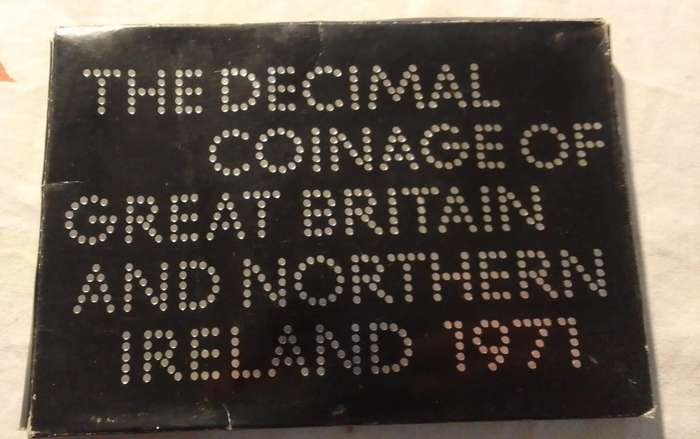 THE DECIMAL
COINAGE OF
GREAT BRITAIN
AND NORTHERN
IRELAND 1971